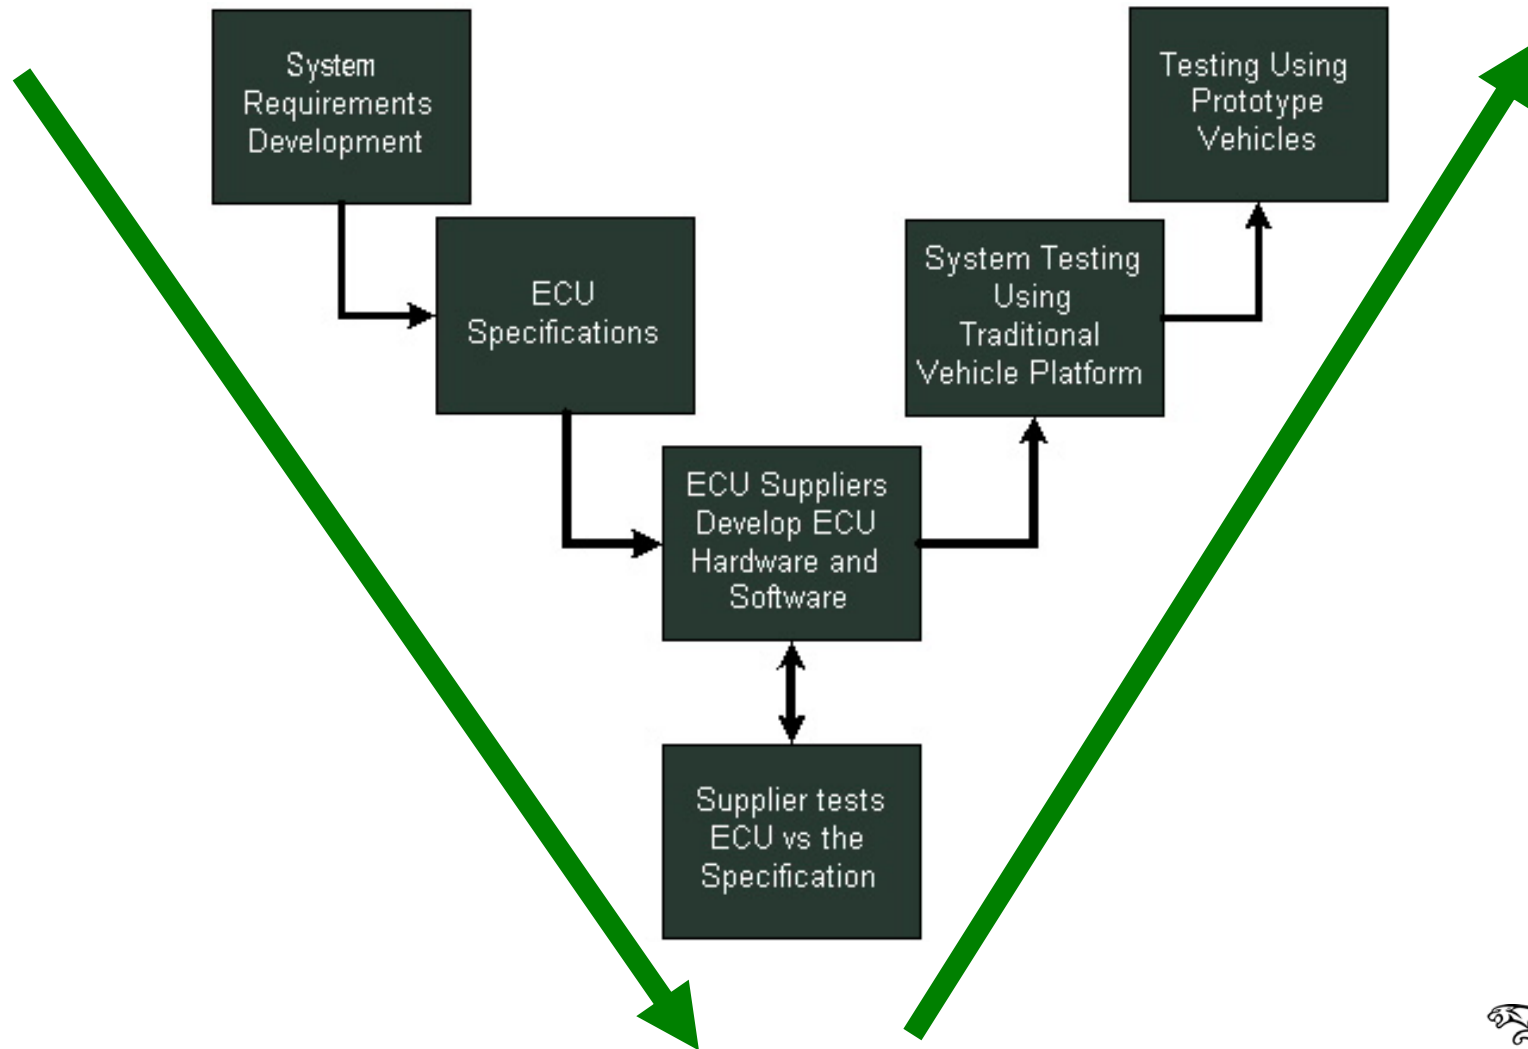 System
Requirements
Development
ECU
Specifications
ECU Suppliers
Develop ECU
Hardware and
Software
Supplier tests
ECU vs the
Specification
System Testing
Using
Traditional
Vehicle Platform
Testing Using
Prototype
Vehicles